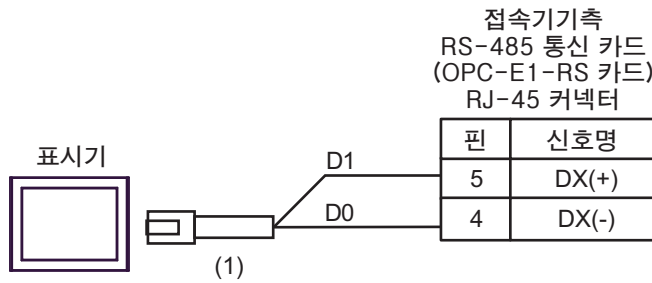 접속기기측
RS-485 통신 카드
(OPC-E1-RS 카드)
RJ-45 커넥터
핀 신호명
표시기
D1
5 DX(+)
D0
4 DX(-)
(1)